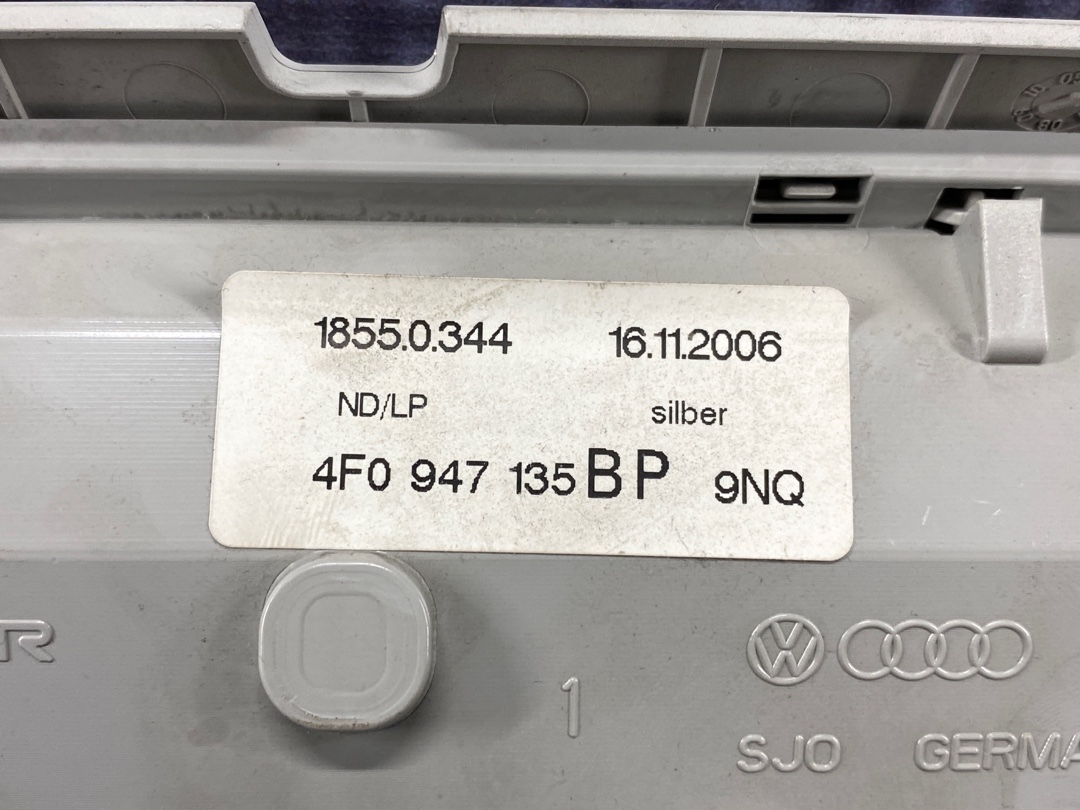 1855.0.344 16.11.2006
ND/LP silber
4F0 947 135 BP 9NQ
1
SJO